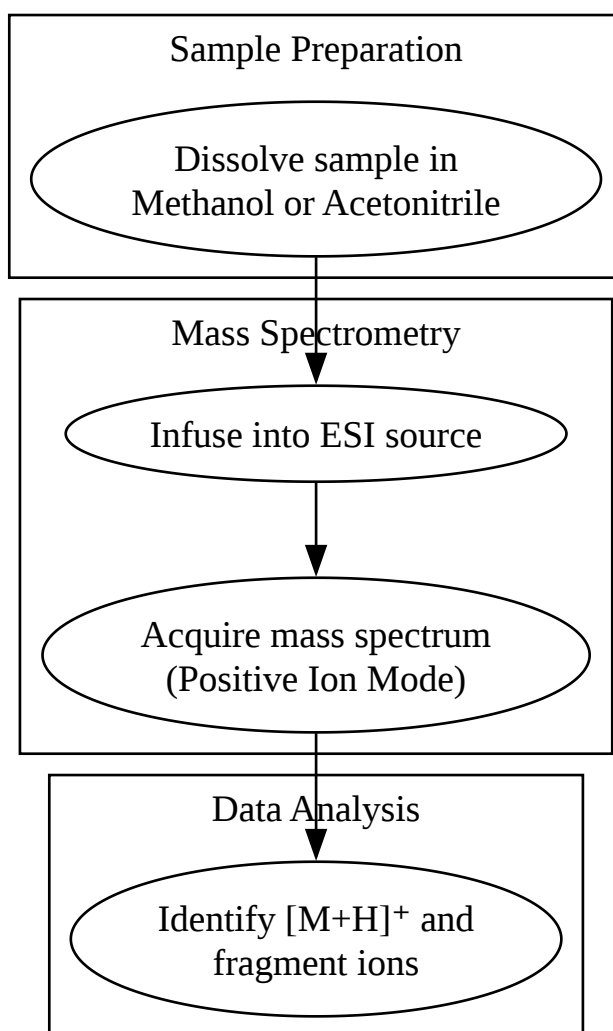 Sample Preparation
Dissolve sample in
Methanol or Acetonitrile
Mass Spectrometry
Infuse into ESI source
Acquire mass spectrum
(Positive Ion Mode)
Data Analysis
Identify [M+H]⁺ and
fragment ions